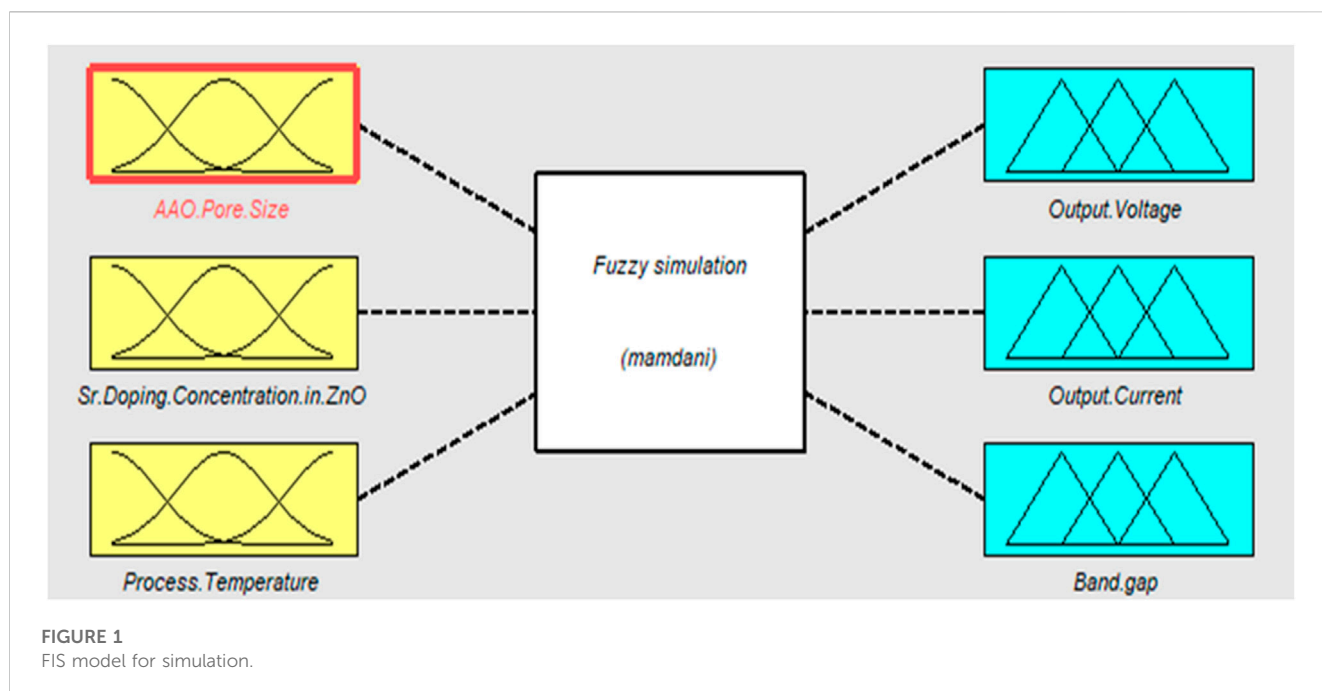 AAO.Pore.Size
Sr.Doping.Concentration.in.ZnO
Process.Temperature
Fuzzy simulation
(mamdani)
Output.Voltage
Output.Current
Band.gap
FIGURE 1
FIS model for simulation.